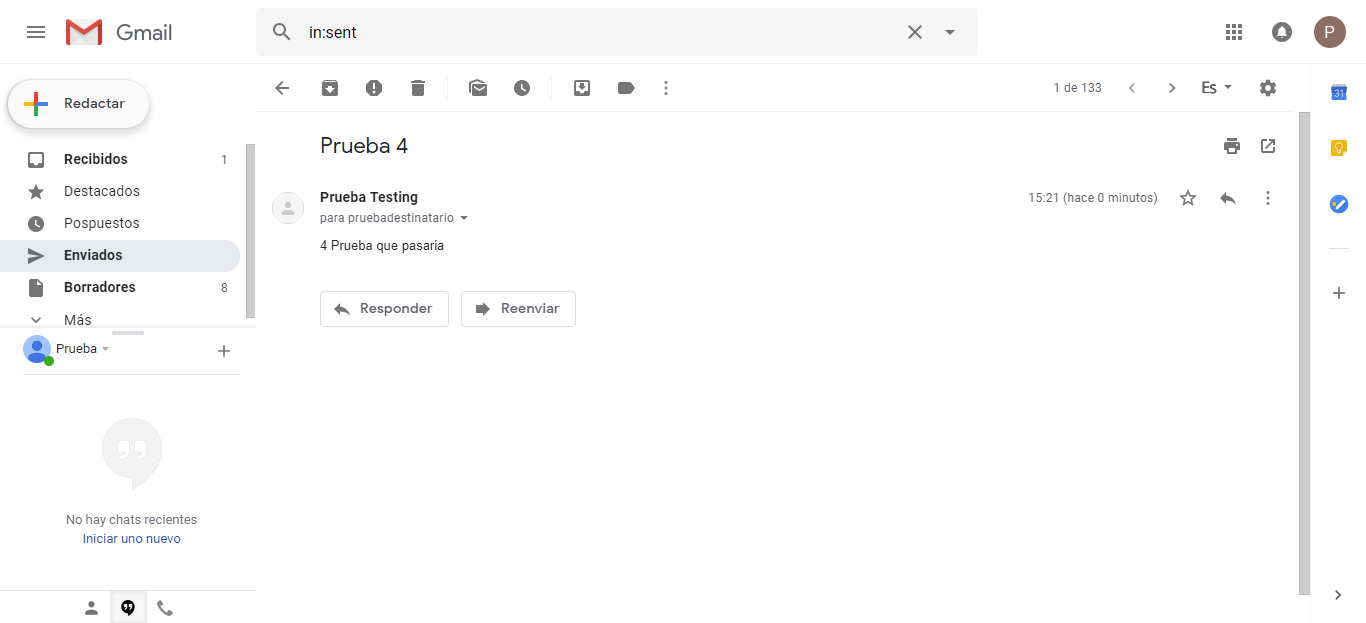 Gmail
in:sent
P
Redactar
1 de 133
Es
31
Prueba 4
Recibidos 1
Destacados
Pospuestos
Enviados
Borradores 8
Más
Prueba Testing
15:21 (hace 0 minutos)
para pruebadestinatario
4 Prueba que pasaria
Responder
Reenviar
Prueba
No hay chats recientes
Iniciar uno nuevo